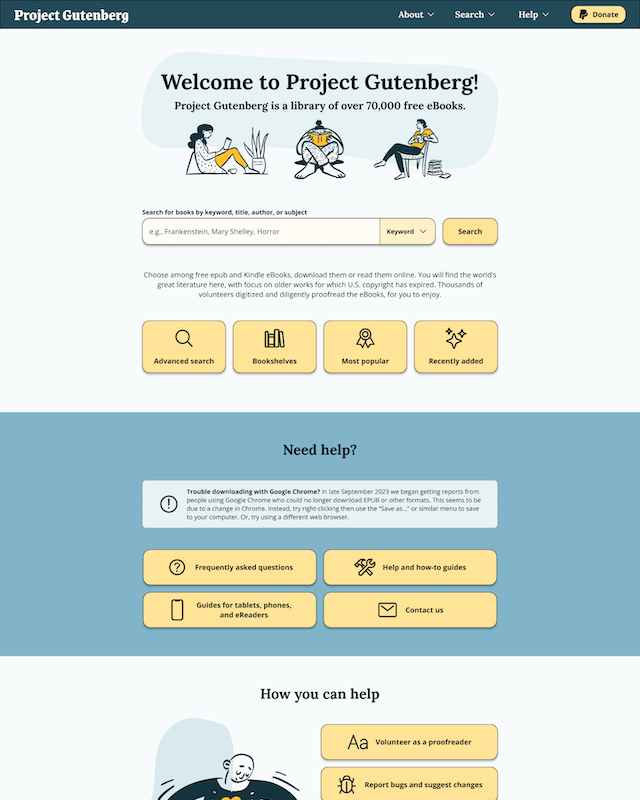 Project Gutenberg
About
Search
Help
Donate
Welcome to Project Gutenberg!
Project Gutenberg is a library of over 70,000 free eBooks.
Search for books by keyword, title, author, or subject
e.g., Frankenstein, Mary Shelley, Horror
Keyword
Search
Choose among free epub and Kindle eBooks, download them or read them online. You will find the world's
great literature here, with focus on older works for which U.S. copyright has expired. Thousands of
volunteers digitized and diligently proofread the eBooks, for you to enjoy.
Advanced search
Bookshelves
Most popular
Recently added
Need help?
Trouble downloading with Google Chrome? In late September 2023 we began getting reports from
people using Google Chrome who could no longer download EPUB or other formats. This seems to be
due to a change in Chrome. Instead, try right-clicking then use the "Save as..." or similar menu to save
to your computer. Or, try using a different web browser.
Frequently asked questions
Help and how-to guides
Guides for tablets, phones,
and eReaders
Contact us
How you can help
Aa Volunteer as a proofreader
Report bugs and suggest changes